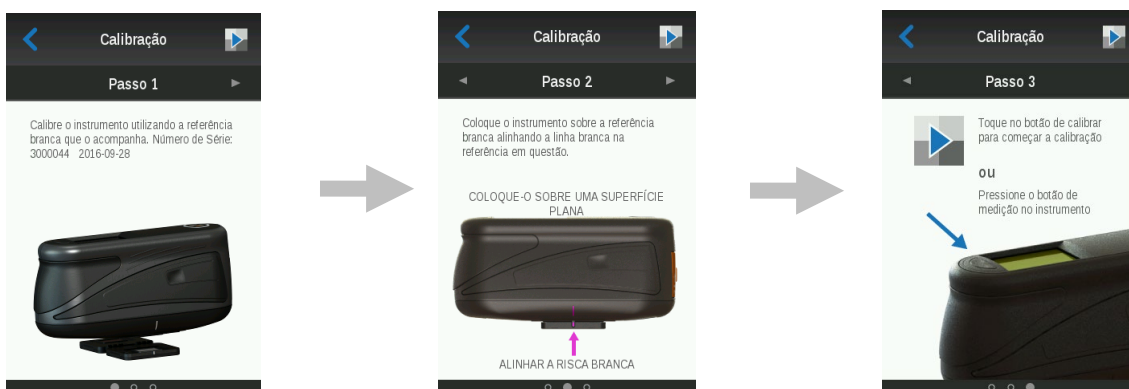 Calibração
Passo 1
Calibre o instrumento utilizando a referência
branca que o acompanha. Número de Série:
3000044 2016-09-28
Calibração
Passo 2
Coloque o instrumento sobre a referência
branca alinhando a linha branca na
referência em questão.
COLOQUE-O SOBRE UMA SUPERFÍCIE
PLANA
ALINHAR A RISCA BRANCA
Calibração
Passo 3
Toque no botão de calibrar
para começar a calibração
ou
Pressione o botão de
medição no instrumento